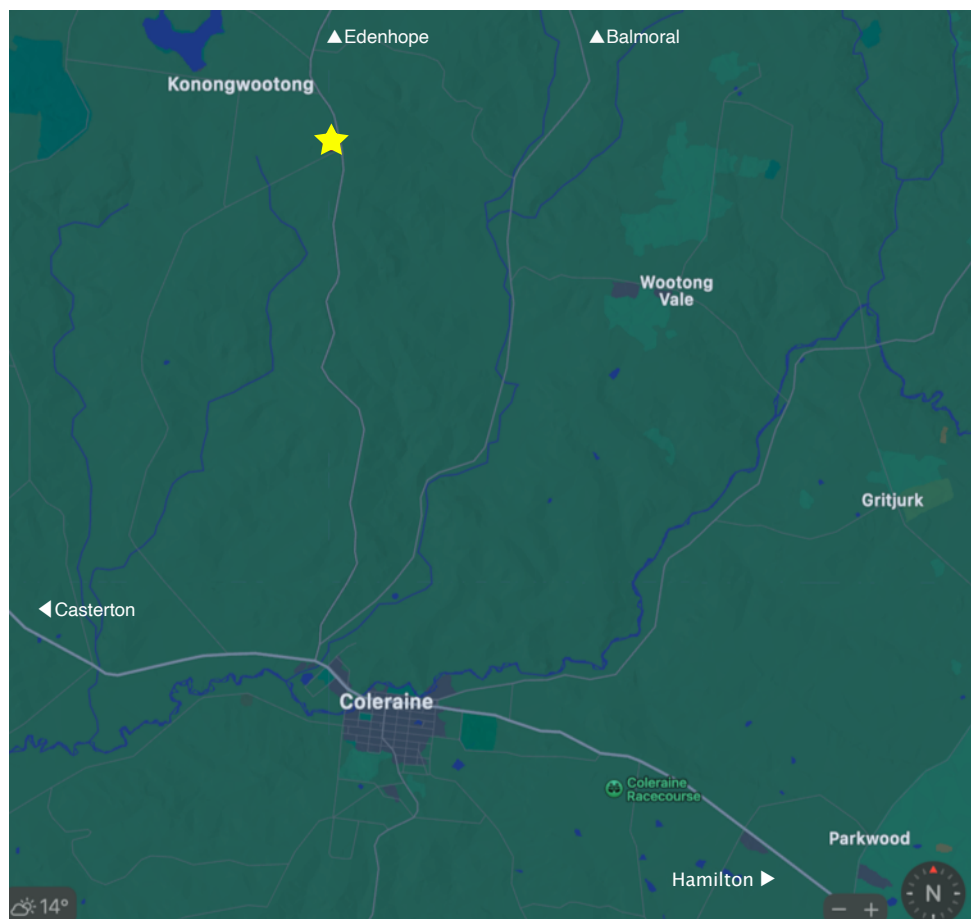 ▲Edenhope
▲Balmoral
Konongwootong
Wootong
Vale
Gritjurk
◀Casterton
Coleraine
Coleraine
Racecourse
Parkwood
Hamilton ▶
N
14°
− +